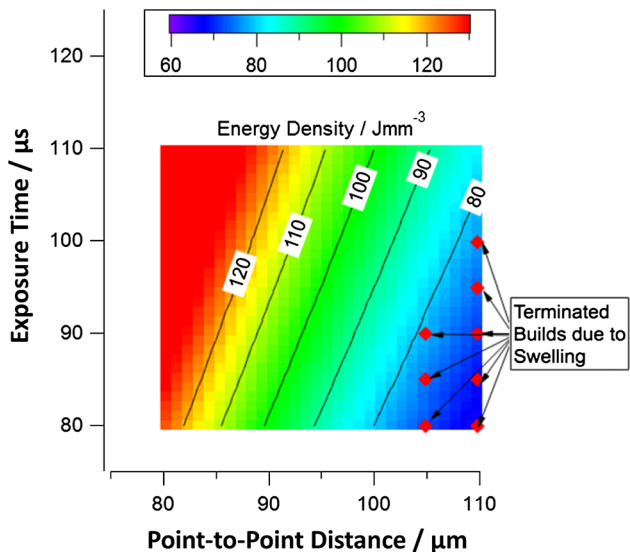 60 80 100 120
Energy Density / Jmm-3
120
110
100
90
80
Exposure Time / µs
120
110
100
90
80
Terminated
Builds due to
Swelling
80 90 100 110
Point-to-Point Distance / µm